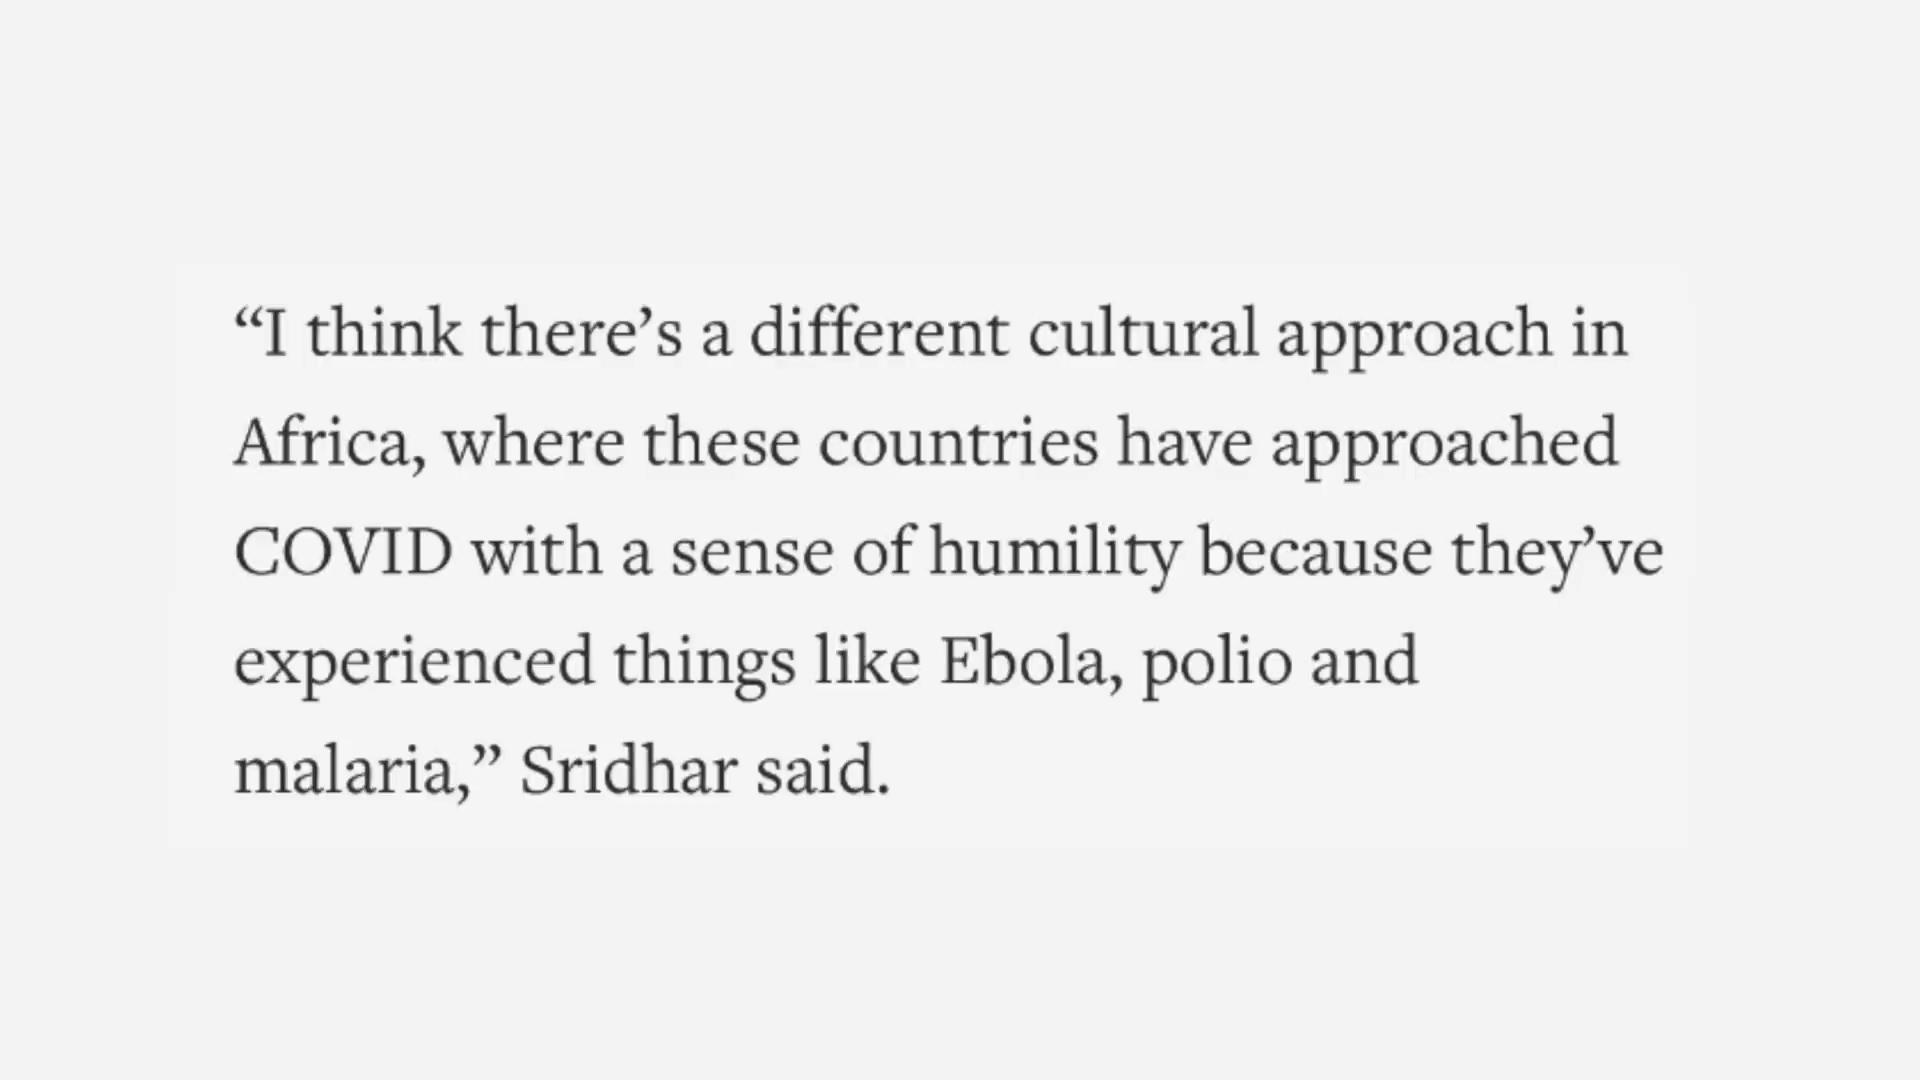 “I think there’s a different cultural approach in
Africa, where these countries have approached
COVID with a sense of humility because they’ve
experienced things like Ebola, polio and
malaria,” Sridhar said.